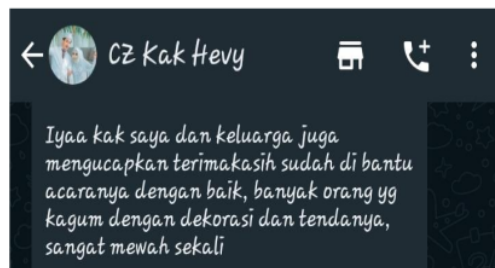 CZ Kak Hevy
Iyaa kak saya dan keluarga juga
mengucapkan terimakasih sudah di bantu
acaranya dengan baik, banyak orang yg
kagum dengan dekorasi dan tendanya,
sangat mewah sekali